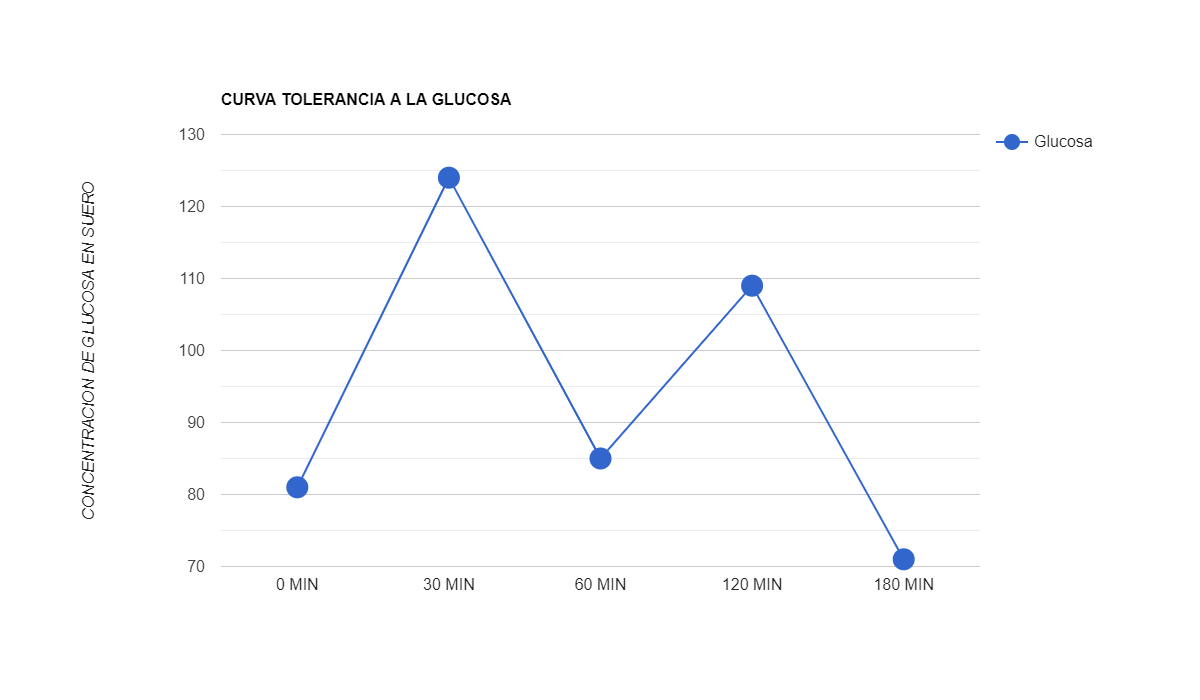 CURVA TOLERANCIA A LA GLUCOSA
CONCENTRACION DE GLUCOSA EN SUERO
130
120
110
100
90
80
70
0 MIN
30 MIN
60 MIN
120 MIN
180 MIN
Glucosa